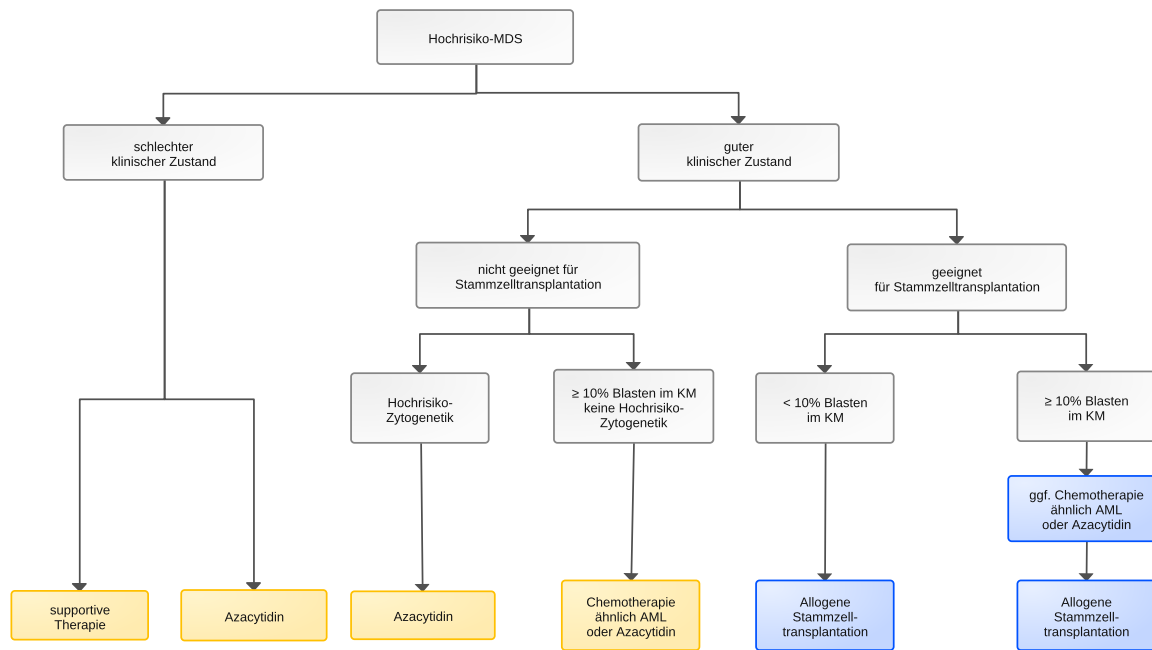 Hochrisiko-MDS
schlechter
klinischer Zustand
guter
klinischer Zustand
nicht geeignet für
Stammzelltransplantation
geeignet
für Stammzelltransplantation
Hochrisiko-
Zytogenetik
≥ 10% Blasten im KM
keine Hochrisiko-
Zytogenetik
< 10% Blasten
im KM
≥ 10% Blasten
im KM
ggf. Chemotherapie
ähnlich AML
oder Azacytidin
supportive
Therapie
Azacytidin
Azacytidin
Chemotherapie
ähnlich AML
oder Azacytidin
Allogene
Stammzell-
transplantation
Allogene
Stammzell-
transplantation